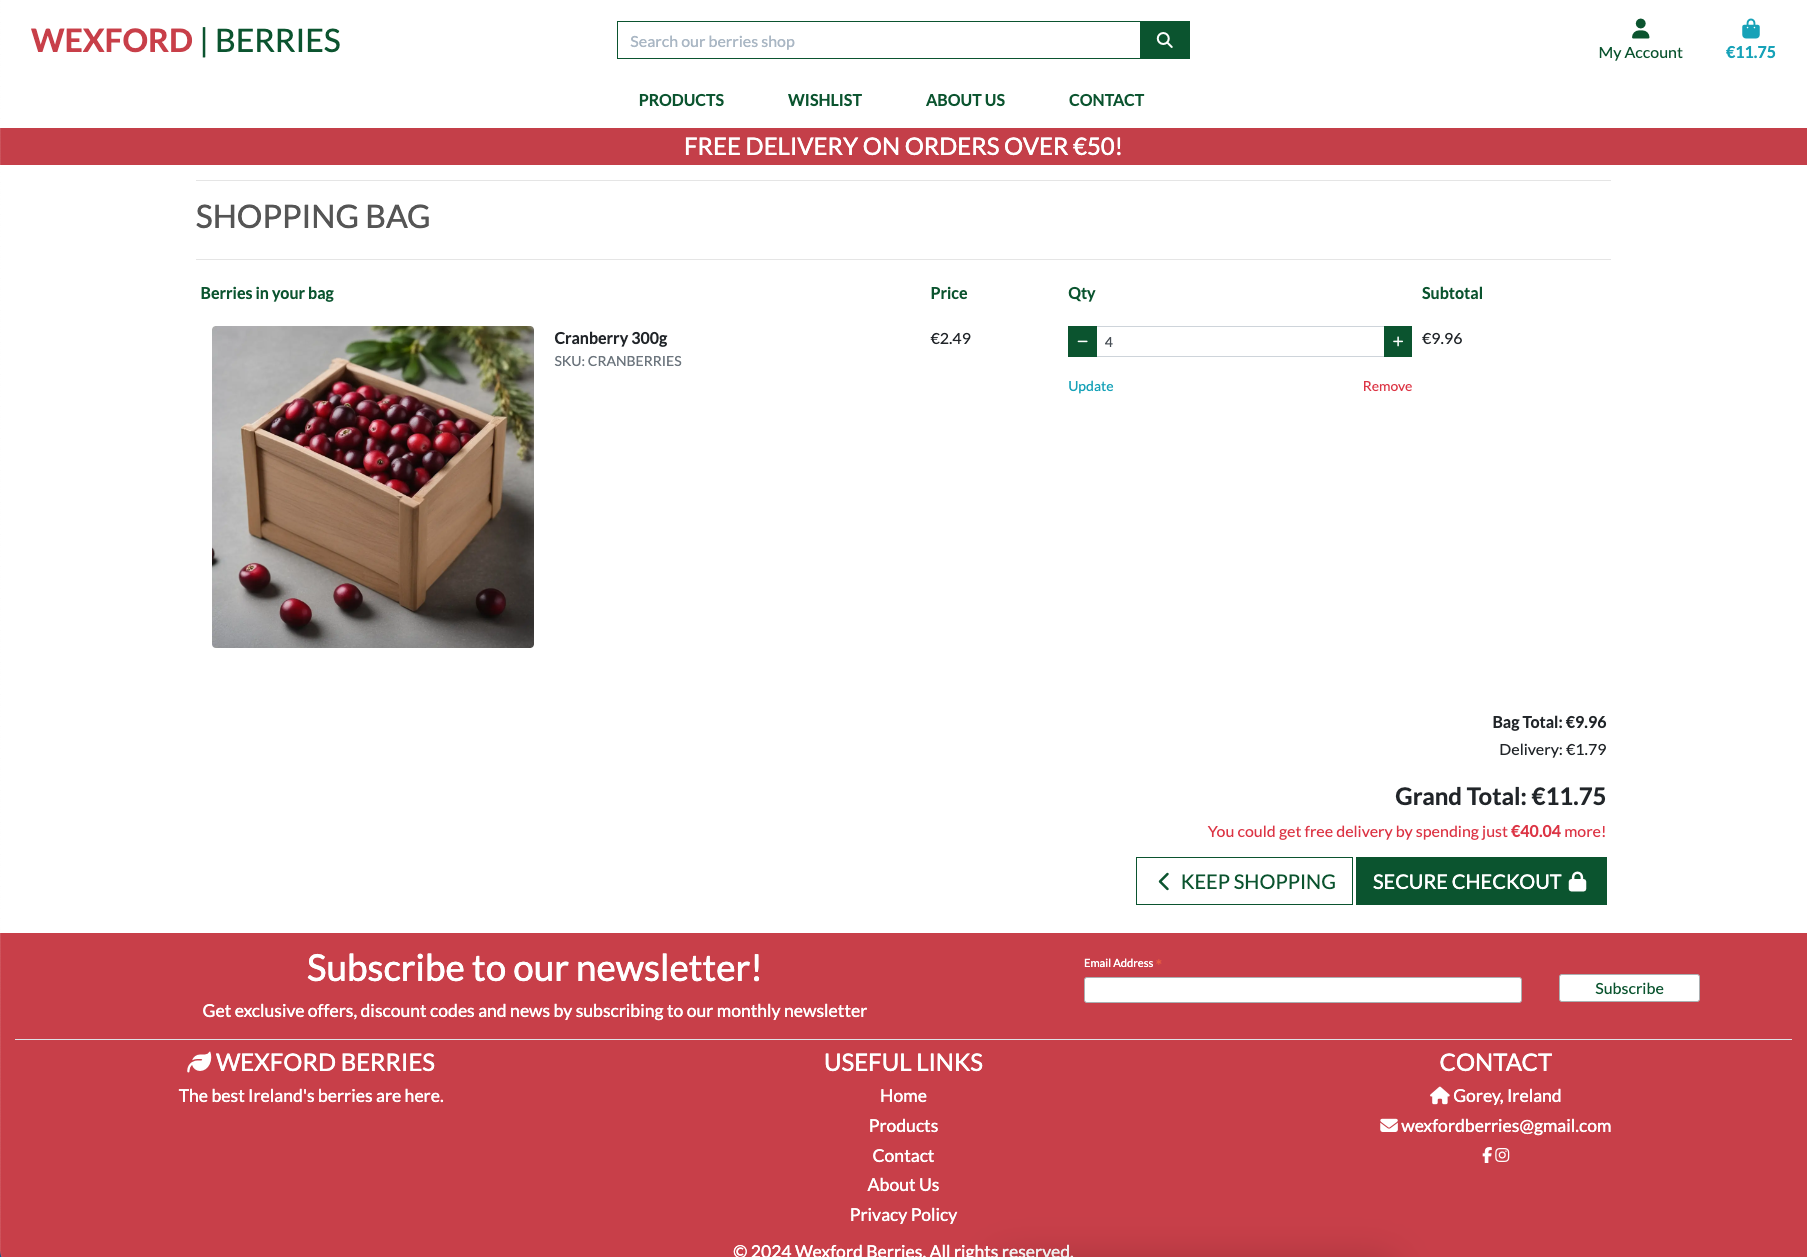 WEXFORD | BERRIES
Search our berries shop
My Account
€11.75
PRODUCTS WISHLIST ABOUT US CONTACT
FREE DELIVERY ON ORDERS OVER €50!
SHOPPING BAG
Berries in your bag Price Qty Subtotal
Cranberry 300g €2.49 4 €9.96
SKU: CRANBERRIES
Update Remove
Bag Total: €9.96
Delivery: €1.79
Grand Total: €11.75
You could get free delivery by spending just €40.04 more!
KEEP SHOPPING SECURE CHECKOUT
Subscribe to our newsletter!
Get exclusive offers, discount codes and news by subscribing to our monthly newsletter
Email Address *
Subscribe
WEXFORD BERRIES
The best Ireland's berries are here.
USEFUL LINKS
Home
Products
Contact
About Us
Privacy Policy
CONTACT
Gorey, Ireland
wexfordberries@gmail.com
© 2024 Wexford Berries. All rights reserved.